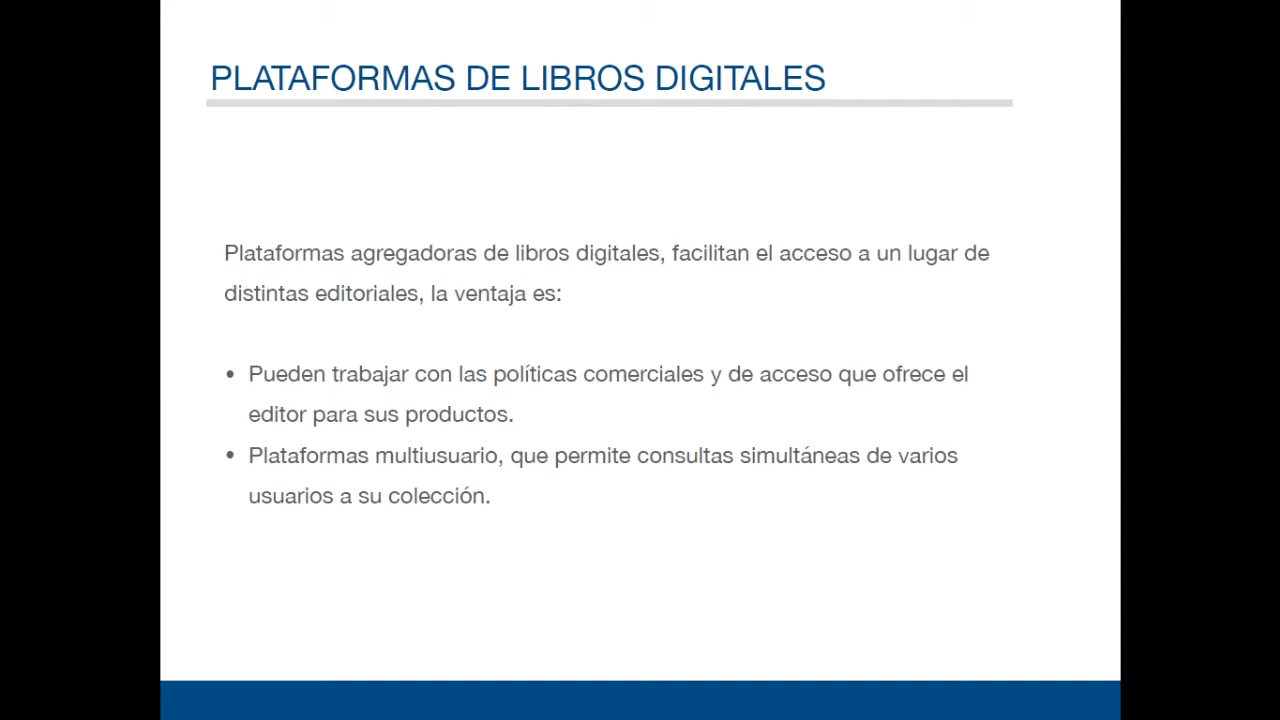 PLATAFORMAS DE LIBROS DIGITALES
Plataformas agregadoras de libros digitales, facilitan el acceso a un lugar de
distintas editoriales, la ventaja es:
• Pueden trabajar con las políticas comerciales y de acceso que ofrece el
editor para sus productos.
• Plataformas multiusuario, que permite consultas simultáneas de varios
usuarios a su colección.